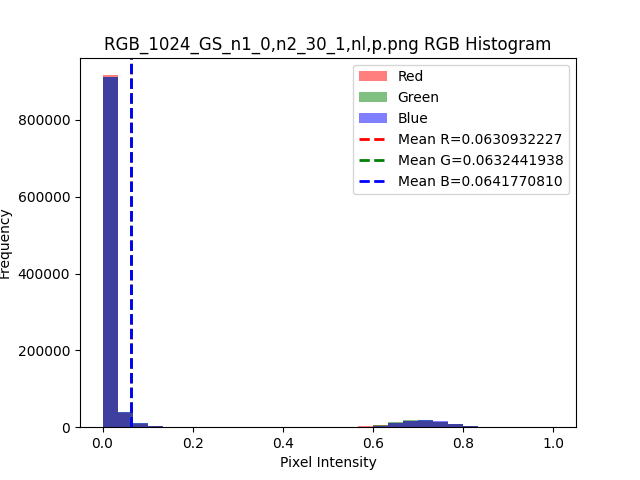 RGB_1024_GS_n1_0,n2_30_1,nl,p.png RGB Histogram
Red
Green
Blue
Mean R=0.0630932227
Mean G=0.0632441938
Mean B=0.0641770810
800000
600000
400000
200000
0
Frequency
0.0 0.2 0.4 0.6 0.8 1.0
Pixel Intensity